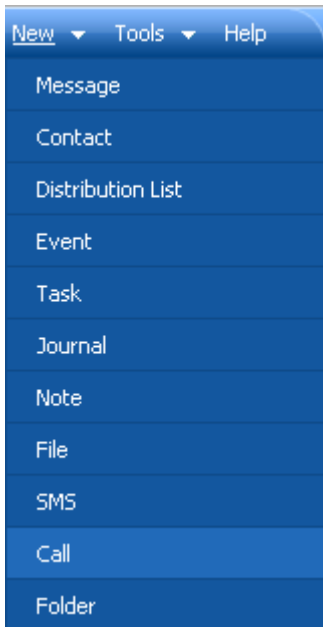 New Tools Help
Message
Contact
Distribution List
Event
Task
Journal
Note
File
SMS
Call
Folder